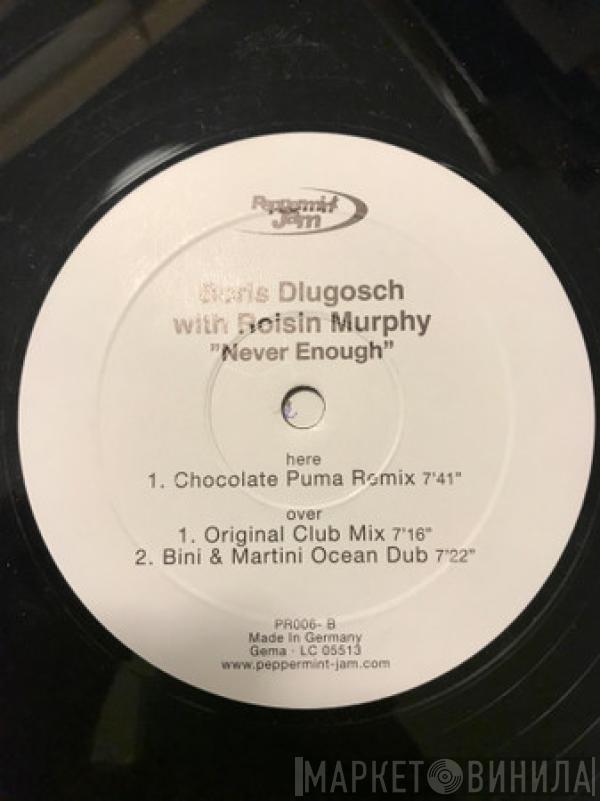 Peppermint
Jam
Boris Dlugosch
with Roisin Murphy
"Never Enough"
here
1. Chocolate Puma Remix 7'41"
over
1. Original Club Mix 7'16"
2. Bini & Martini Ocean Dub 7'22"
PR006- B
Made In Germany
Gema · LC 05513
www.peppermint-jam.com
МАРКЕТ ВИНИЛА